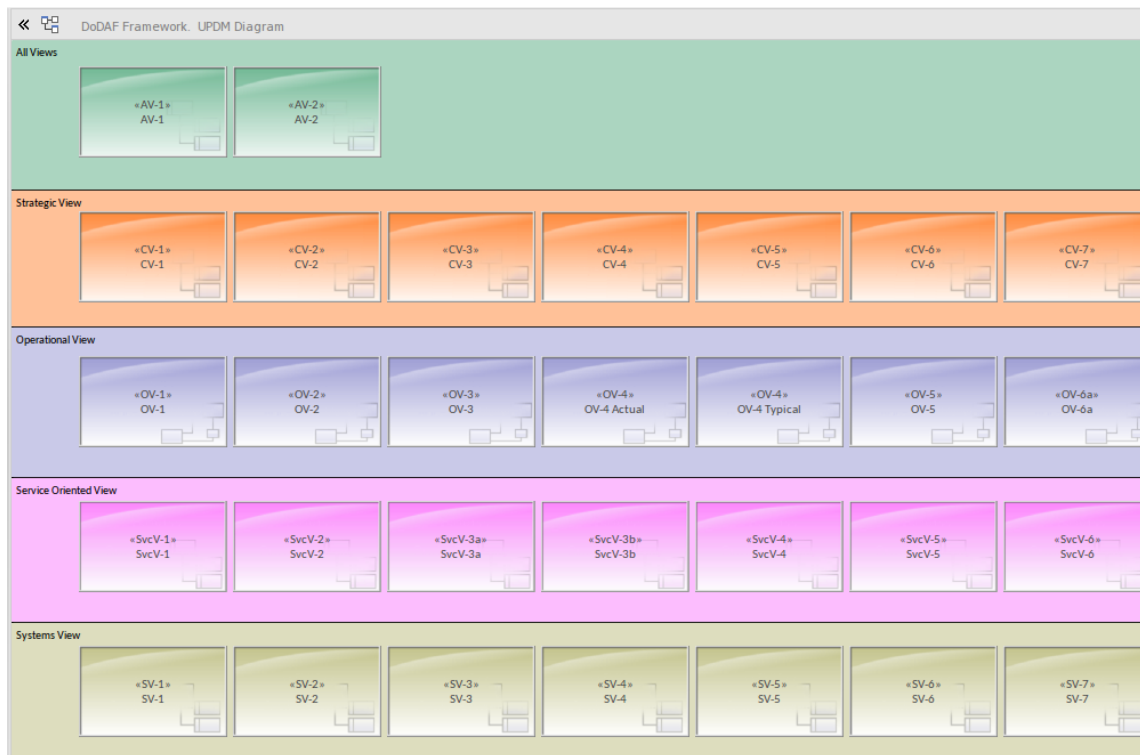 « DoDAF Framework. UPDM Diagram
All Views
«AV-1» «AV-2»
AV-1 AV-2
Strategic View
«CV-1» «CV-2» «CV-3» «CV-4» «CV-5» «CV-6» «CV-7»
CV-1 CV-2 CV-3 CV-4 CV-5 CV-6 CV-7
Operational View
«OV-1» «OV-2» «OV-3» «OV-4» «OV-4» «OV-5» «OV-6a»
OV-1 OV-2 OV-3 OV-4 Actual OV-4 Typical OV-5 OV-6a
Service Oriented View
«SvcV-1» «SvcV-2» «SvcV-3a» «SvcV-3b» «SvcV-4» «SvcV-5» «SvcV-6»
SvcV-1 SvcV-2 SvcV-3a SvcV-3b SvcV-4 SvcV-5 SvcV-6
Systems View
«SV-1» «SV-2» «SV-3» «SV-4» «SV-5» «SV-6» «SV-7»
SV-1 SV-2 SV-3 SV-4 SV-5 SV-6 SV-7